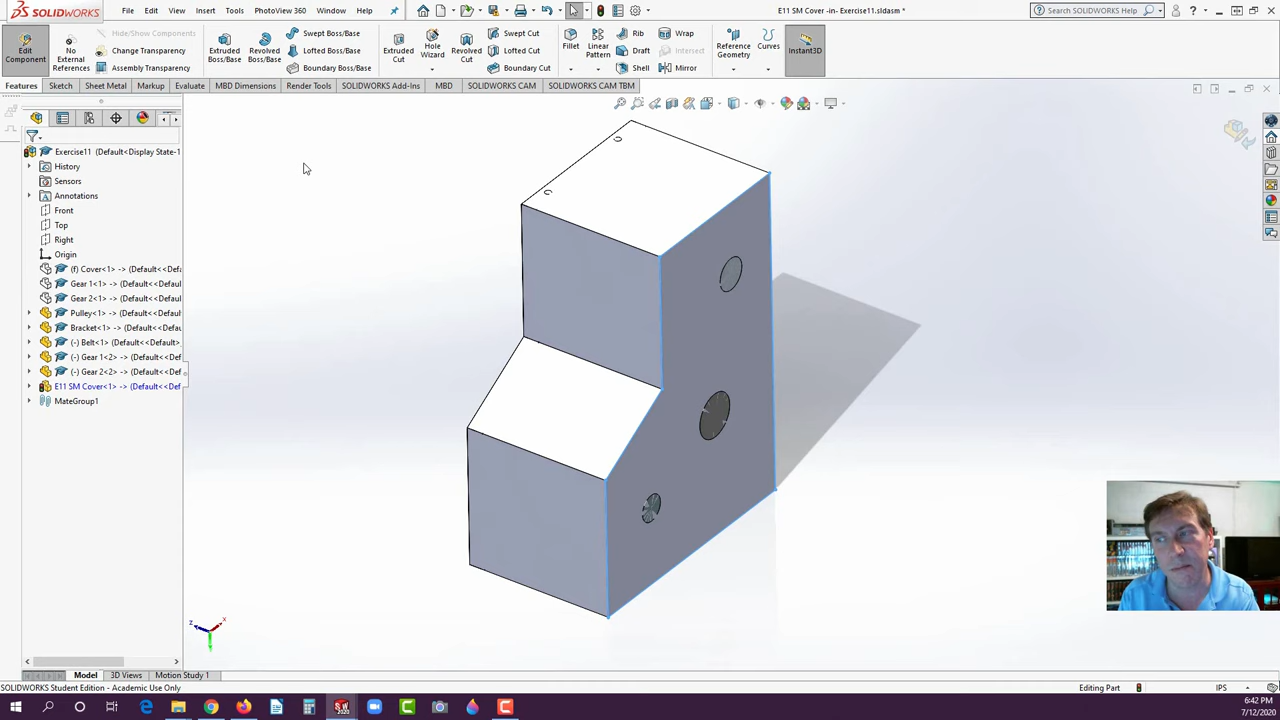 SOLIDWORKS File Edit View Insert Tools PhotoView 360 Window Help E11 SM Cover -in- Exercise11.sldasm * Search SOLIDWORKS Help
Edit Component
No External References
Hide/Show Components
Change Transparency
Assembly Transparency
Extruded Boss/Base
Revolved Boss/Base
Swept Boss/Base
Lofted Boss/Base
Boundary Boss/Base
Extruded Cut
Hole Wizard
Revolved Cut
Swept Cut
Lofted Cut
Boundary Cut
Fillet
Linear Pattern
Rib
Draft
Shell
Wrap
Intersect
Mirror
Reference Geometry
Curves
Instant3D
Features Sketch Sheet Metal Markup Evaluate MBD Dimensions Render Tools SOLIDWORKS Add-Ins MBD SOLIDWORKS CAM SOLIDWORKS CAM TBM
Exercise11 (Default<Display State-1
History
Sensors
Annotations
Front
Top
Right
Origin
(f) Cover<1> -> (Default<<Defa
Gear 1<1> -> (Default<<Default
Gear 2<1> -> (Default<<Default
Pulley<1> -> (Default<<Default
Bracket<1> -> (Default<<Defaul
(-) Belt<1> -> (Default<<Defaul
(-) Gear 1<2> -> (Default<<Def
(-) Gear 2<2> -> (Default<<Def
E11 SM Cover<1> -> (Default<<De
MateGroup1
z x y
Model 3D Views Motion Study 1
SOLIDWORKS Student Edition - Academic Use Only Editing Part IPS
6:42 PM
7/12/2020